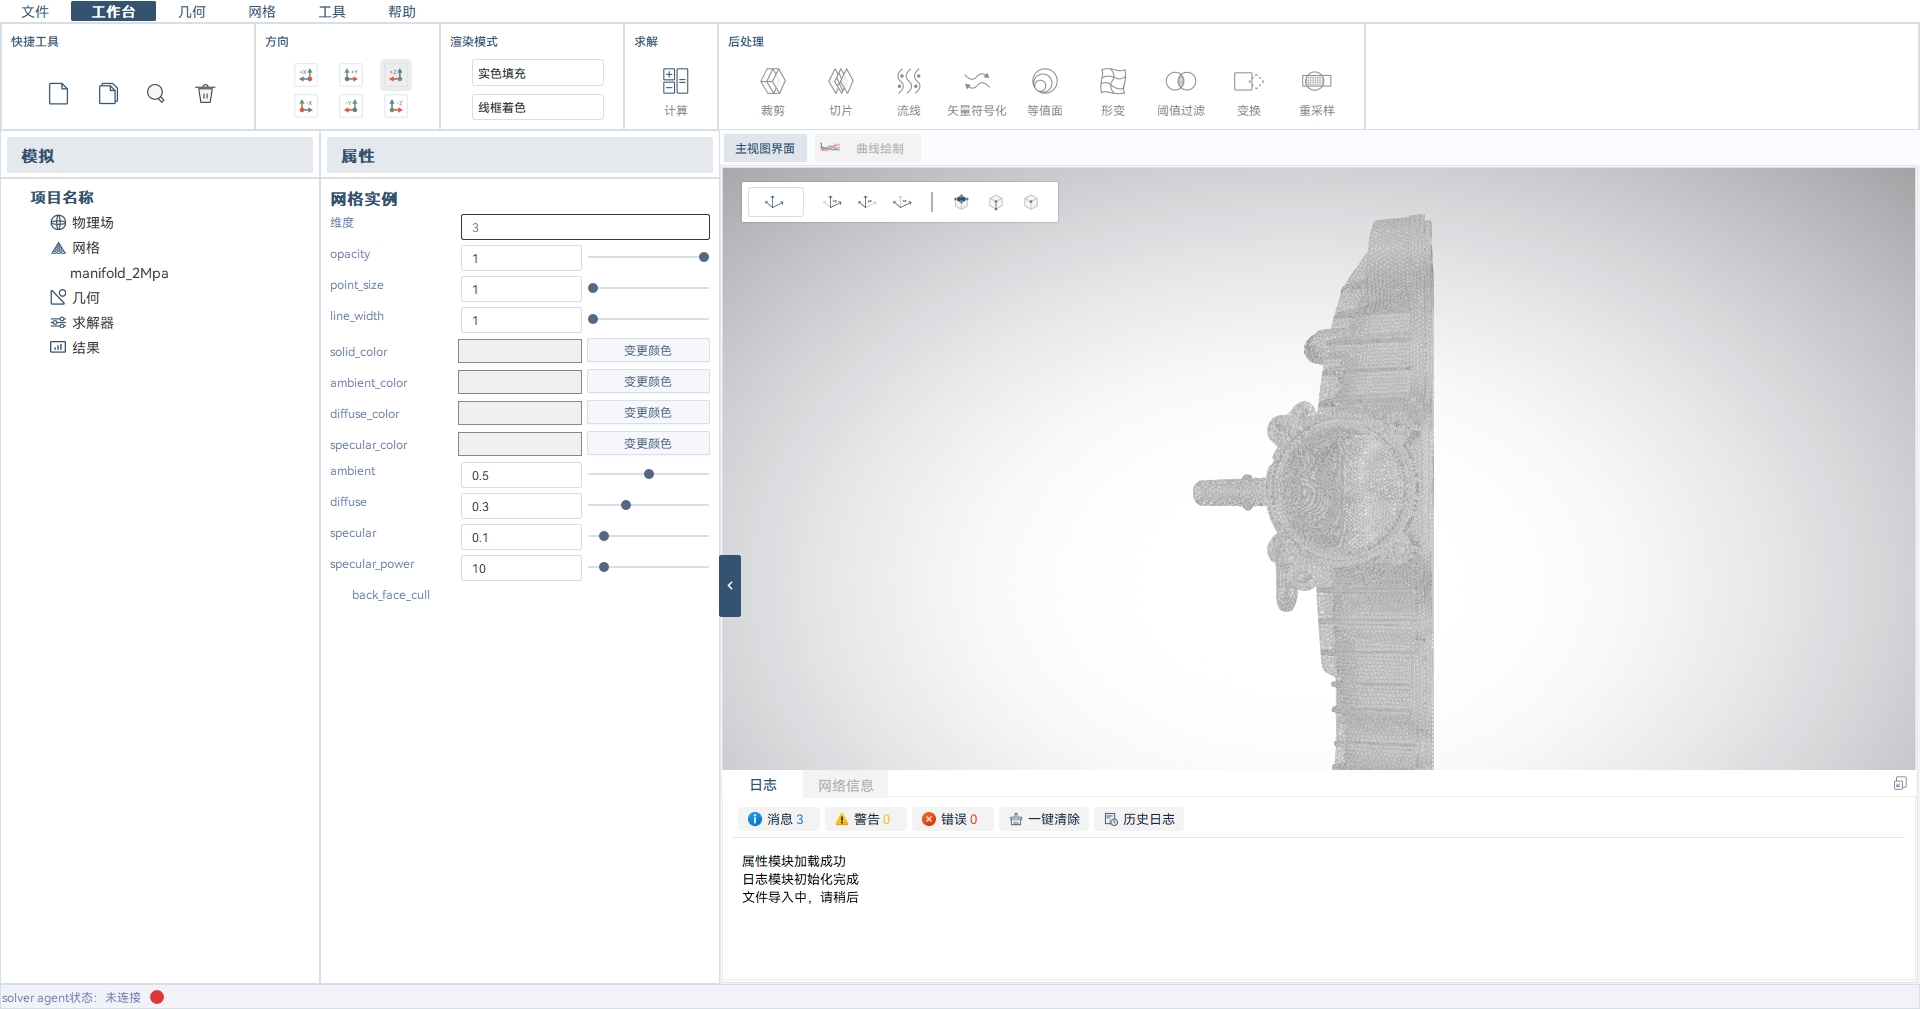 文件 工作台 几何 网格 工具 帮助
快捷工具 方向 渲染模式 求解 后处理
实色填充
线框着色
计算 裁剪 切片 流线 矢量符号化 等值面 形变 阈值过滤 变换 重采样
模拟
项目名称
物理场
网格
manifold_2Mpa
几何
求解器
结果
属性
网格实例
维度 3
opacity 1
point_size 1
line_width 1
solid_color 变更颜色
ambient_color 变更颜色
diffuse_color 变更颜色
specular_color 变更颜色
ambient 0.5
diffuse 0.3
specular 0.1
specular_power 10
back_face_cull
主视图界面 曲线绘制
日志 网络信息
消息 3 警告 0 错误 0 一键清除 历史日志
属性模块加载成功
日志模块初始化完成
文件导入中，请稍后
solver agent状态： 未连接